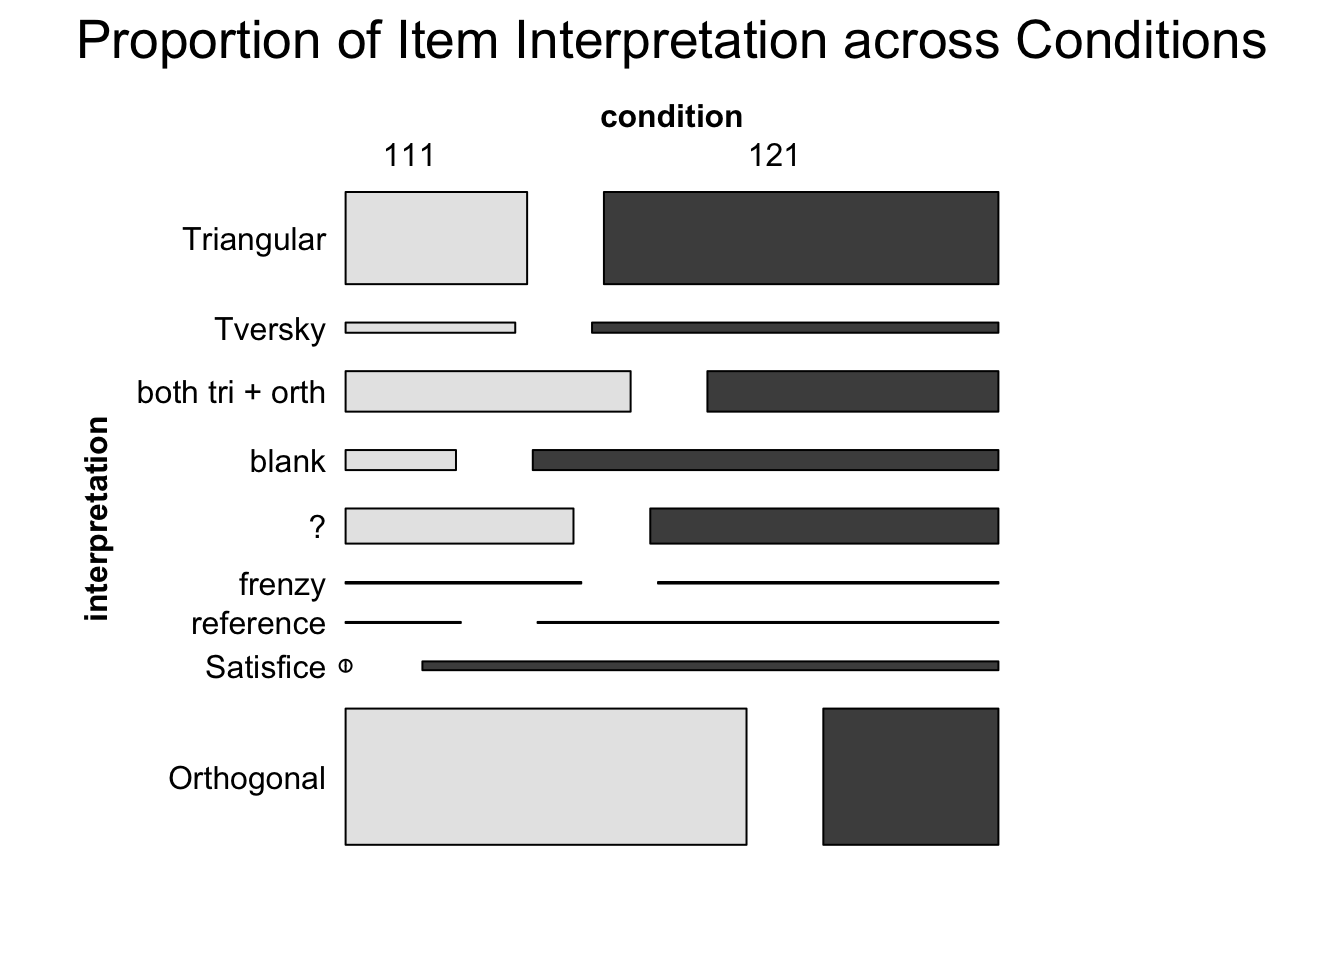 Proportion of Item Interpretation across Conditions
condition
111 121
interpretation
Triangular
Tversky
both tri + orth
blank
?
frenzy
reference
Satisfice
Orthogonal